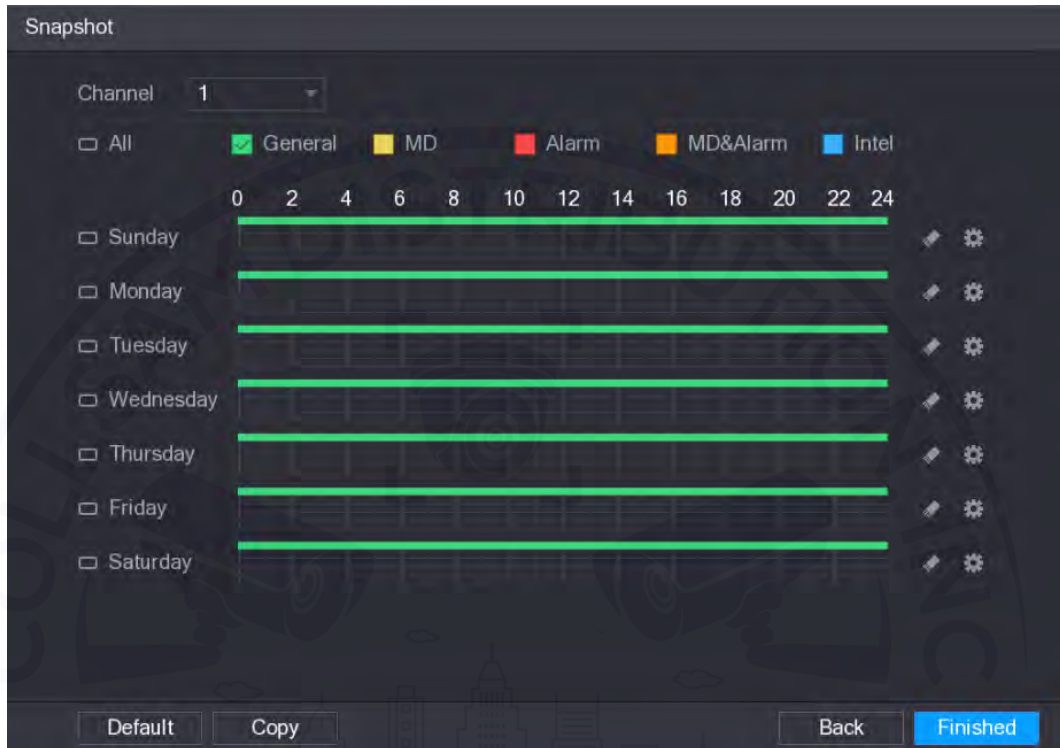 Snapshot
Channel 1
All General MD Alarm MD&Alarm Intel
0 2 4 6 8 10 12 14 16 18 20 22 24
Sunday
Monday
Tuesday
Wednesday
Thursday
Friday
Saturday
Default Copy Back Finished